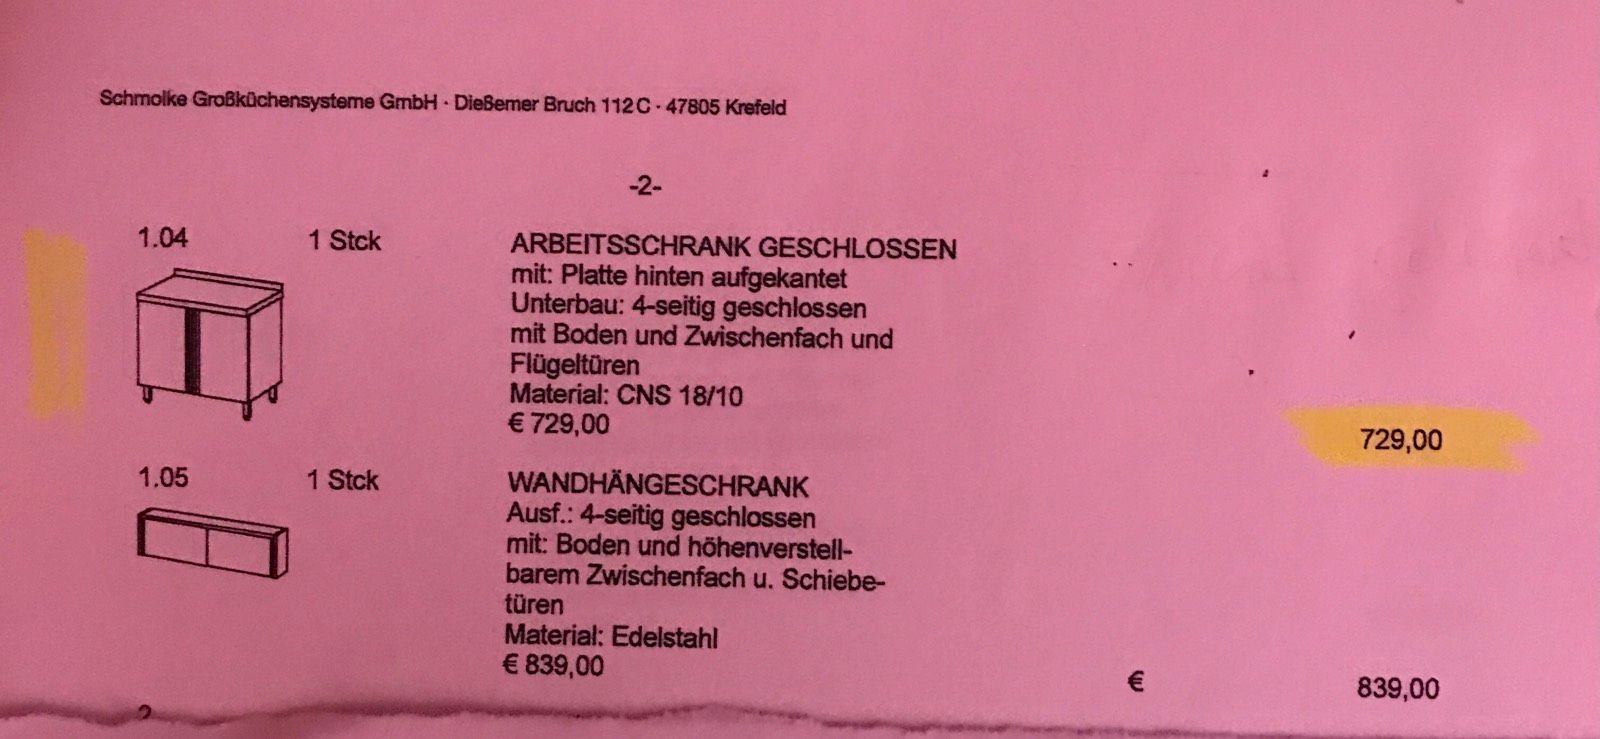 Schmolke Großküchensysteme GmbH · Dießemer Bruch 112 C · 47805 Krefeld
-2-
1.04 1 Stck ARBEITSSCHRANK GESCHLOSSEN
mit: Platte hinten aufgekantet
Unterbau: 4-seitig geschlossen
mit Boden und Zwischenfach und
Flügeltüren
Material: CNS 18/10
€ 729,00 729,00
1.05 1 Stck WANDHÄNGESCHRANK
Ausf.: 4-seitig geschlossen
mit: Boden und höhenverstell-
barem Zwischenfach u. Schiebe-
türen
Material: Edelstahl
€ 839,00 € 839,00